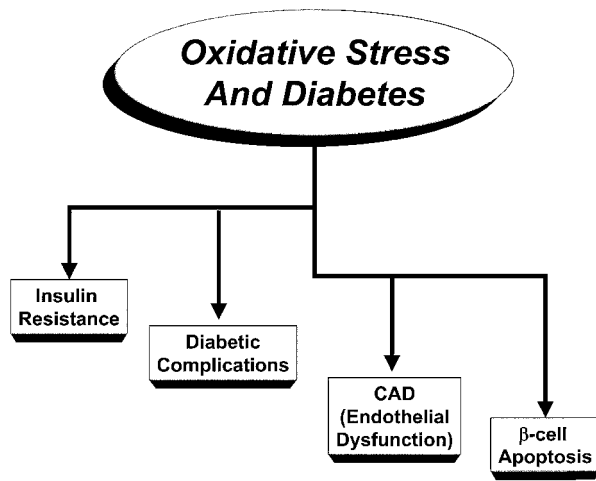 Oxidative Stress
And Diabetes
Insulin
Resistance
Diabetic
Complications
CAD
(Endothelial
Dysfunction)
β-cell
Apoptosis